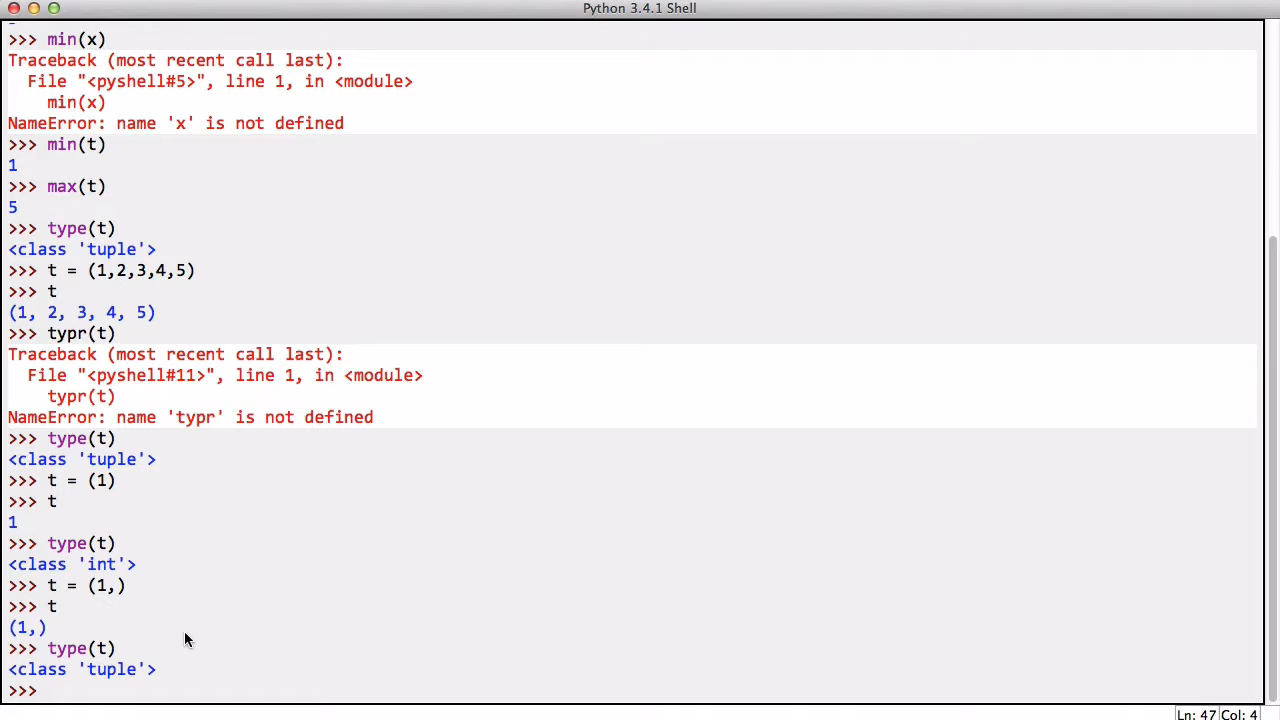 Python 3.4.1 Shell
>>> min(x)
Traceback (most recent call last):
  File "<pyshell#5>", line 1, in <module>
    min(x)
NameError: name 'x' is not defined
>>> min(t)
1
>>> max(t)
5
>>> type(t)
<class 'tuple'>
>>> t = (1,2,3,4,5)
>>> t
(1, 2, 3, 4, 5)
>>> typr(t)
Traceback (most recent call last):
  File "<pyshell#11>", line 1, in <module>
    typr(t)
NameError: name 'typr' is not defined
>>> type(t)
<class 'tuple'>
>>> t = (1)
>>> t
1
>>> type(t)
<class 'int'>
>>> t = (1,)
>>> t
(1,)
>>> type(t)
<class 'tuple'>
>>>
Ln: 47 Col: 4